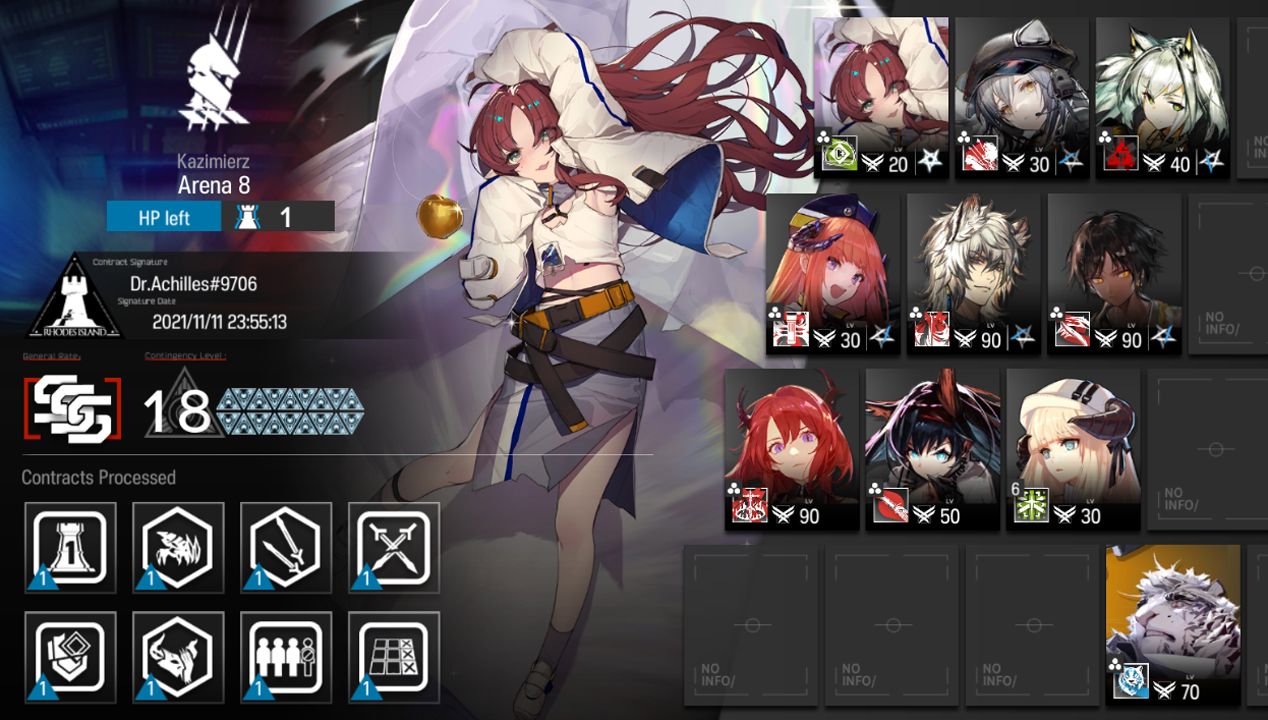 Kazimierz
Arena 8
HP left
1
Contract Signature
Dr.Achilles#9706
Signature Date
2021/11/11 23:55:13
RHODES ISLAND
General Rate:
Contingency Level:
SSS
18
Contracts Processed
1
1
1
1
1
1
1
1
1
LV
20
LV
30
LV
40
NO
LV
30
LV
90
LV
90
NO
INFO/
LV
90
LV
50
6
LV
30
NO
INFO/
NO
INFO/
NO
INFO/
NO
INFO/
LV
70